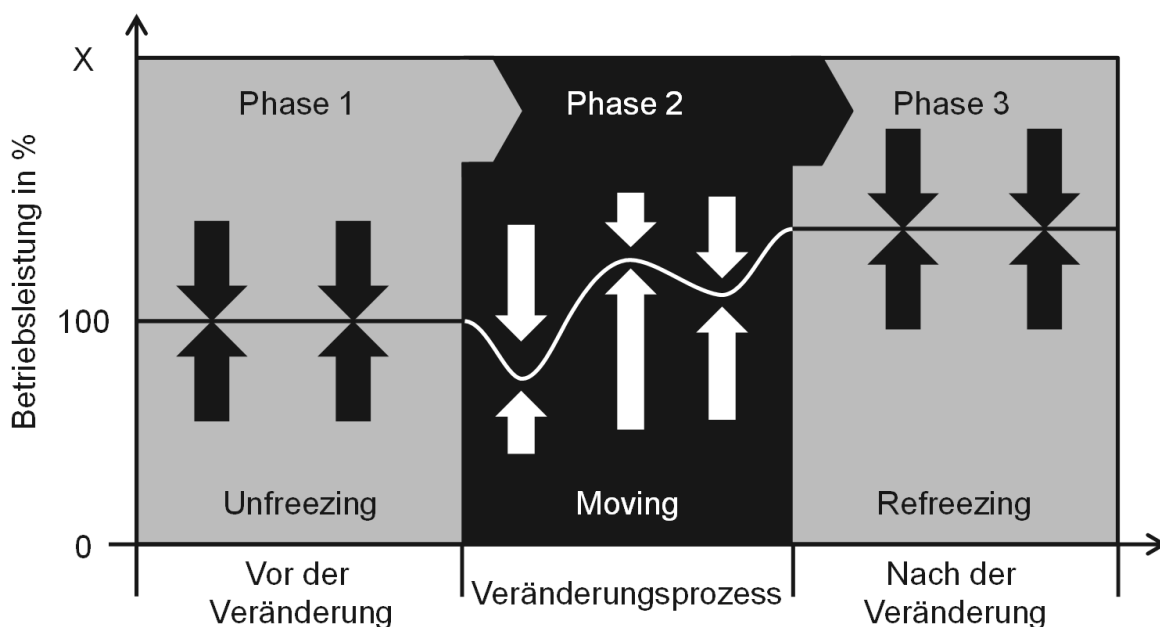 X
Phase 1
Phase 2
Phase 3
Betriebsleistung in %
100
Unfreezing
Moving
Refreezing
0
Vor der
Veränderung
Veränderungsprozess
Nach der
Veränderung